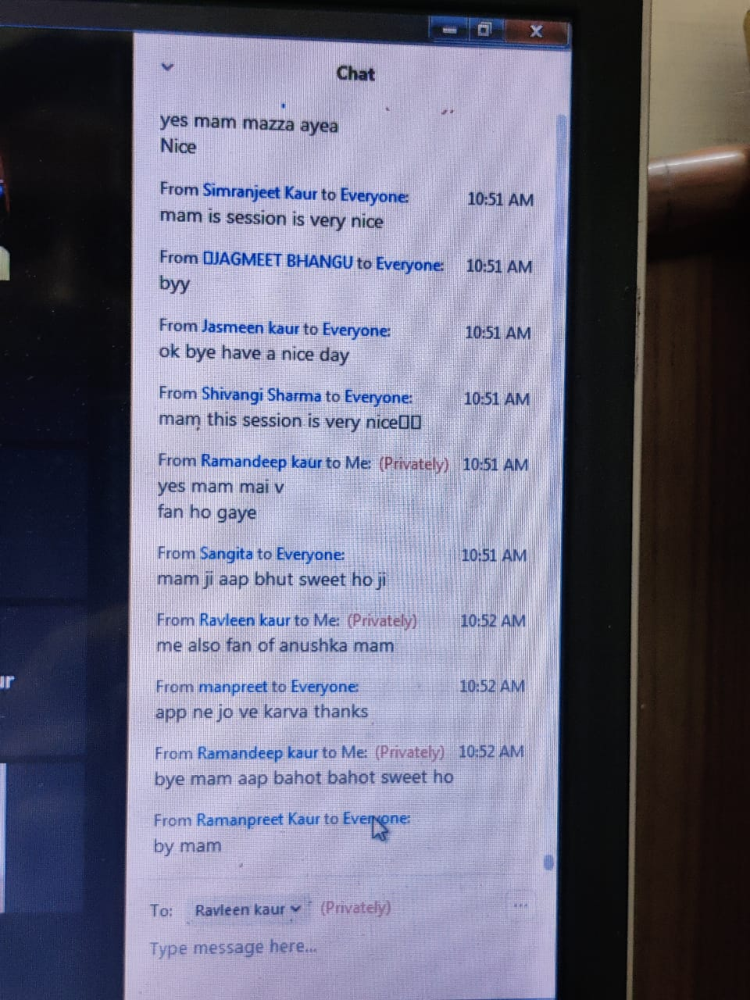 Chat
yes mam mazza ayea
Nice
From Simranjeet Kaur to Everyone: 10:51 AM
mam is session is very nice
From JAGMEET BHANGU to Everyone: 10:51 AM
byy
From Jasmeen kaur to Everyone: 10:51 AM
ok bye have a nice day
From Shivangi Sharma to Everyone: 10:51 AM
mam this session is very nice
From Ramandeep kaur to Me: (Privately) 10:51 AM
yes mam mai v
fan ho gaye
From Sangita to Everyone: 10:51 AM
mam ji aap bhut sweet ho ji
From Ravleen kaur to Me: (Privately) 10:52 AM
me also fan of anushka mam
From manpreet to Everyone: 10:52 AM
app ne jo ve karva thanks
From Ramandeep kaur to Me: (Privately) 10:52 AM
bye mam aap bahot bahot sweet ho
From Ramanpreet Kaur to Everyone:
by mam
To: Ravleen kaur (Privately)
Type message here...
ur